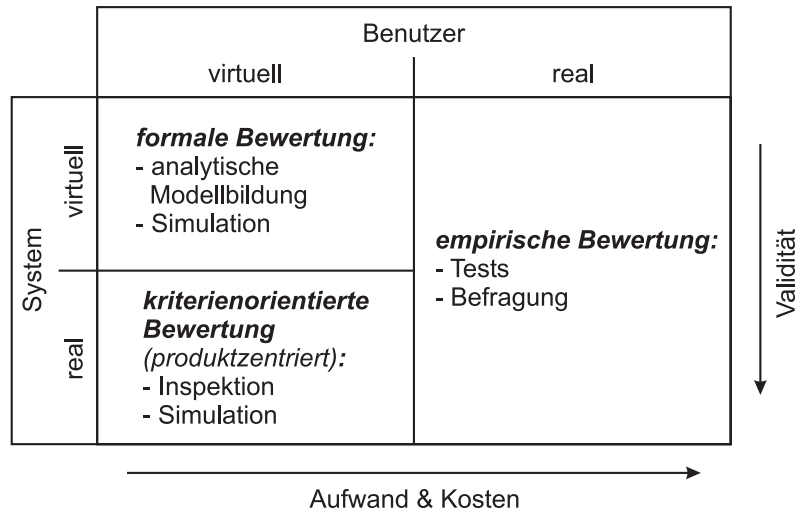 Benutzer
virtuell
real
System
virtuell
real
formale Bewertung:
- analytische
Modellbildung
- Simulation
kriterienorientierte
Bewertung
(produktzentriert):
- Inspektion
- Simulation
empirische Bewertung:
- Tests
- Befragung
Validität
Aufwand & Kosten